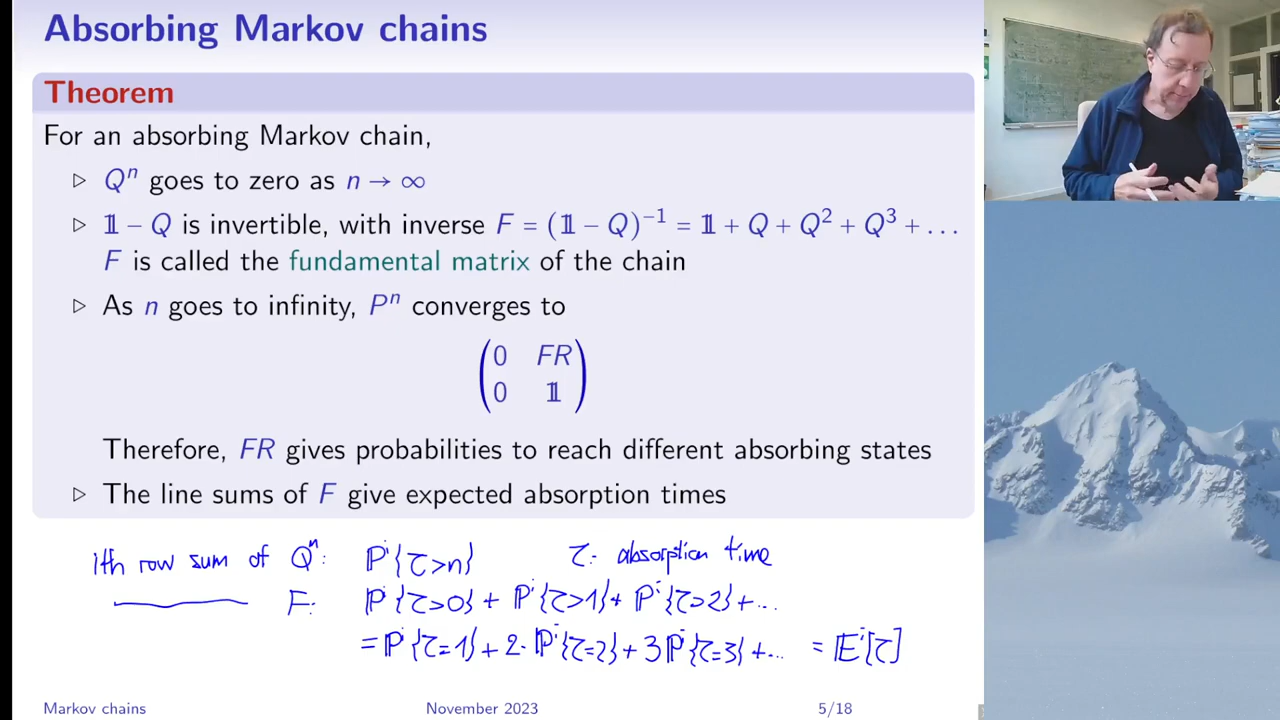 Absorbing Markov chains
Theorem
For an absorbing Markov chain,
▷ Qⁿ goes to zero as n → ∞
▷ 𝟙 − Q is invertible, with inverse F = (𝟙 − Q)⁻¹ = 𝟙 + Q + Q² + Q³ + …
F is called the fundamental matrix of the chain
▷ As n goes to infinity, Pⁿ converges to
(0 FR
0 𝟙)
Therefore, FR gives probabilities to reach different absorbing states
▷ The line sums of F give expected absorption times
ith row sum of Qⁿ: ℙⁱ{τ>n} τ: absorption time
F: ℙⁱ{τ>0} + ℙⁱ{τ>1} + ℙⁱ{τ>2} + …
= ℙⁱ{τ=1} + 2·ℙⁱ{τ=2} + 3ℙⁱ{τ=3} + … = 𝔼ⁱ[τ]
Markov chains November 2023 5/18